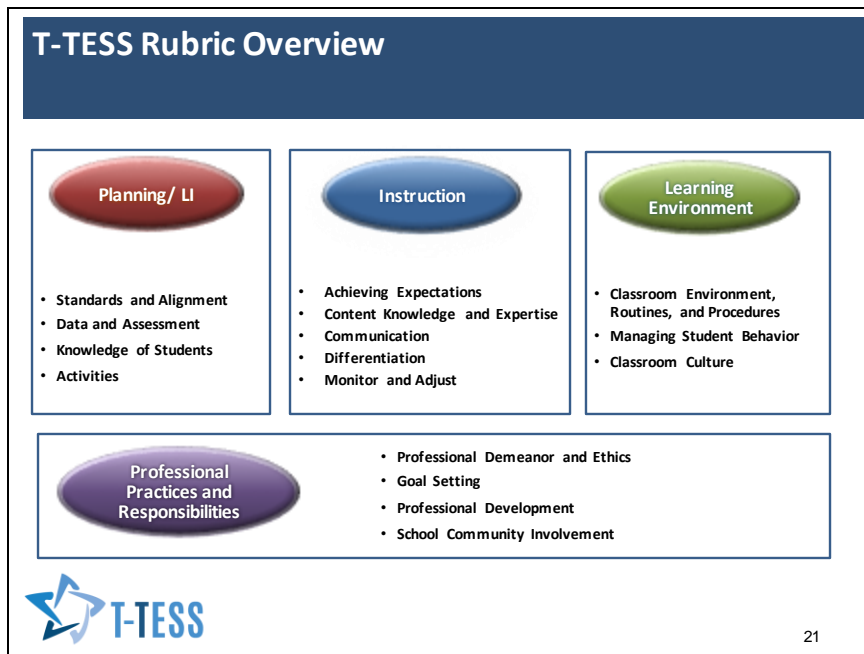 T-TESS Rubric Overview
Planning/ LI
• Standards and Alignment
• Data and Assessment
• Knowledge of Students
• Activities
Instruction
• Achieving Expectations
• Content Knowledge and Expertise
• Communication
• Differentiation
• Monitor and Adjust
Learning
Environment
• Classroom Environment,
Routines, and Procedures
• Managing Student Behavior
• Classroom Culture
Professional
Practices and
Responsibilities
• Professional Demeanor and Ethics
• Goal Setting
• Professional Development
• School Community Involvement
T-TESS
21